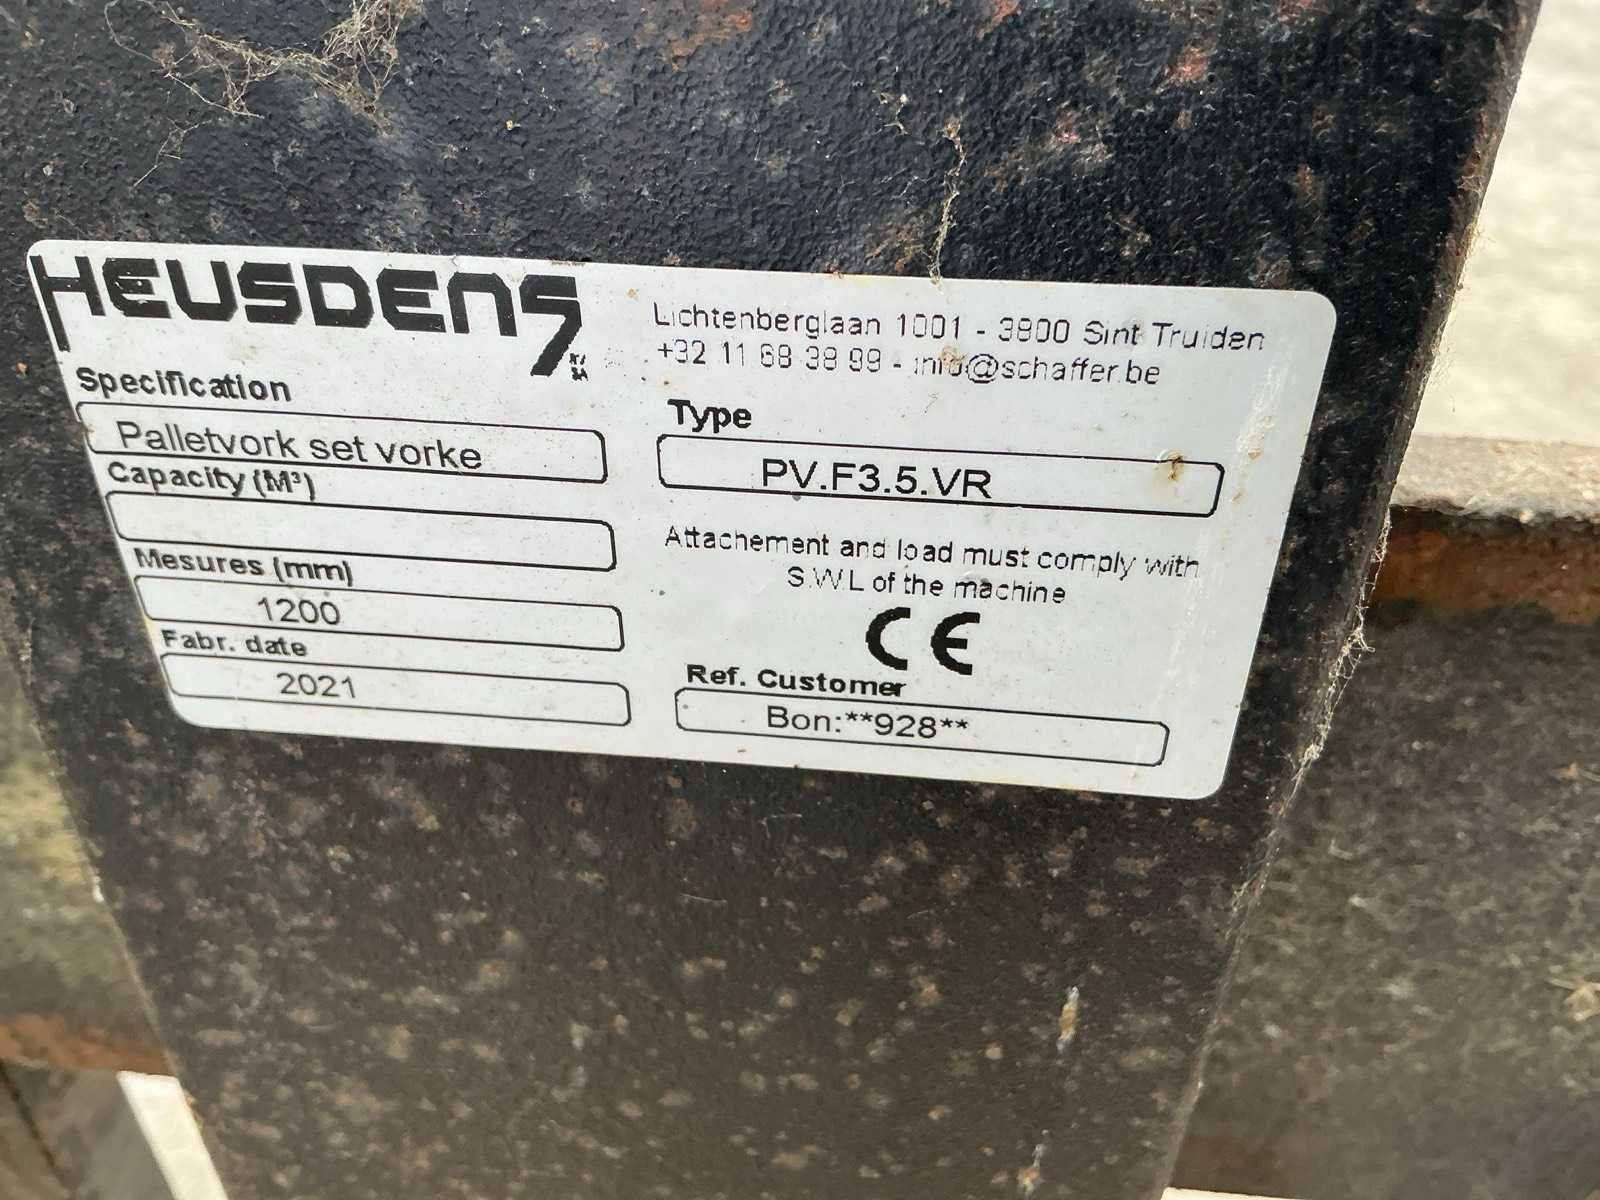 HEUSDENS
Lichtenberglaan 1001 - 3800 Sint Truiden
+32 11 68 38 99 - info@schaffer.be
Specification
Palletvork set vorke
Type
PV.F3.5.VR
Capacity (M³)
Mesures (mm)
1200
Attachement and load must comply with
S.W.L of the machine
CE
Fabr. date
2021
Ref. Customer
Bon:**928**